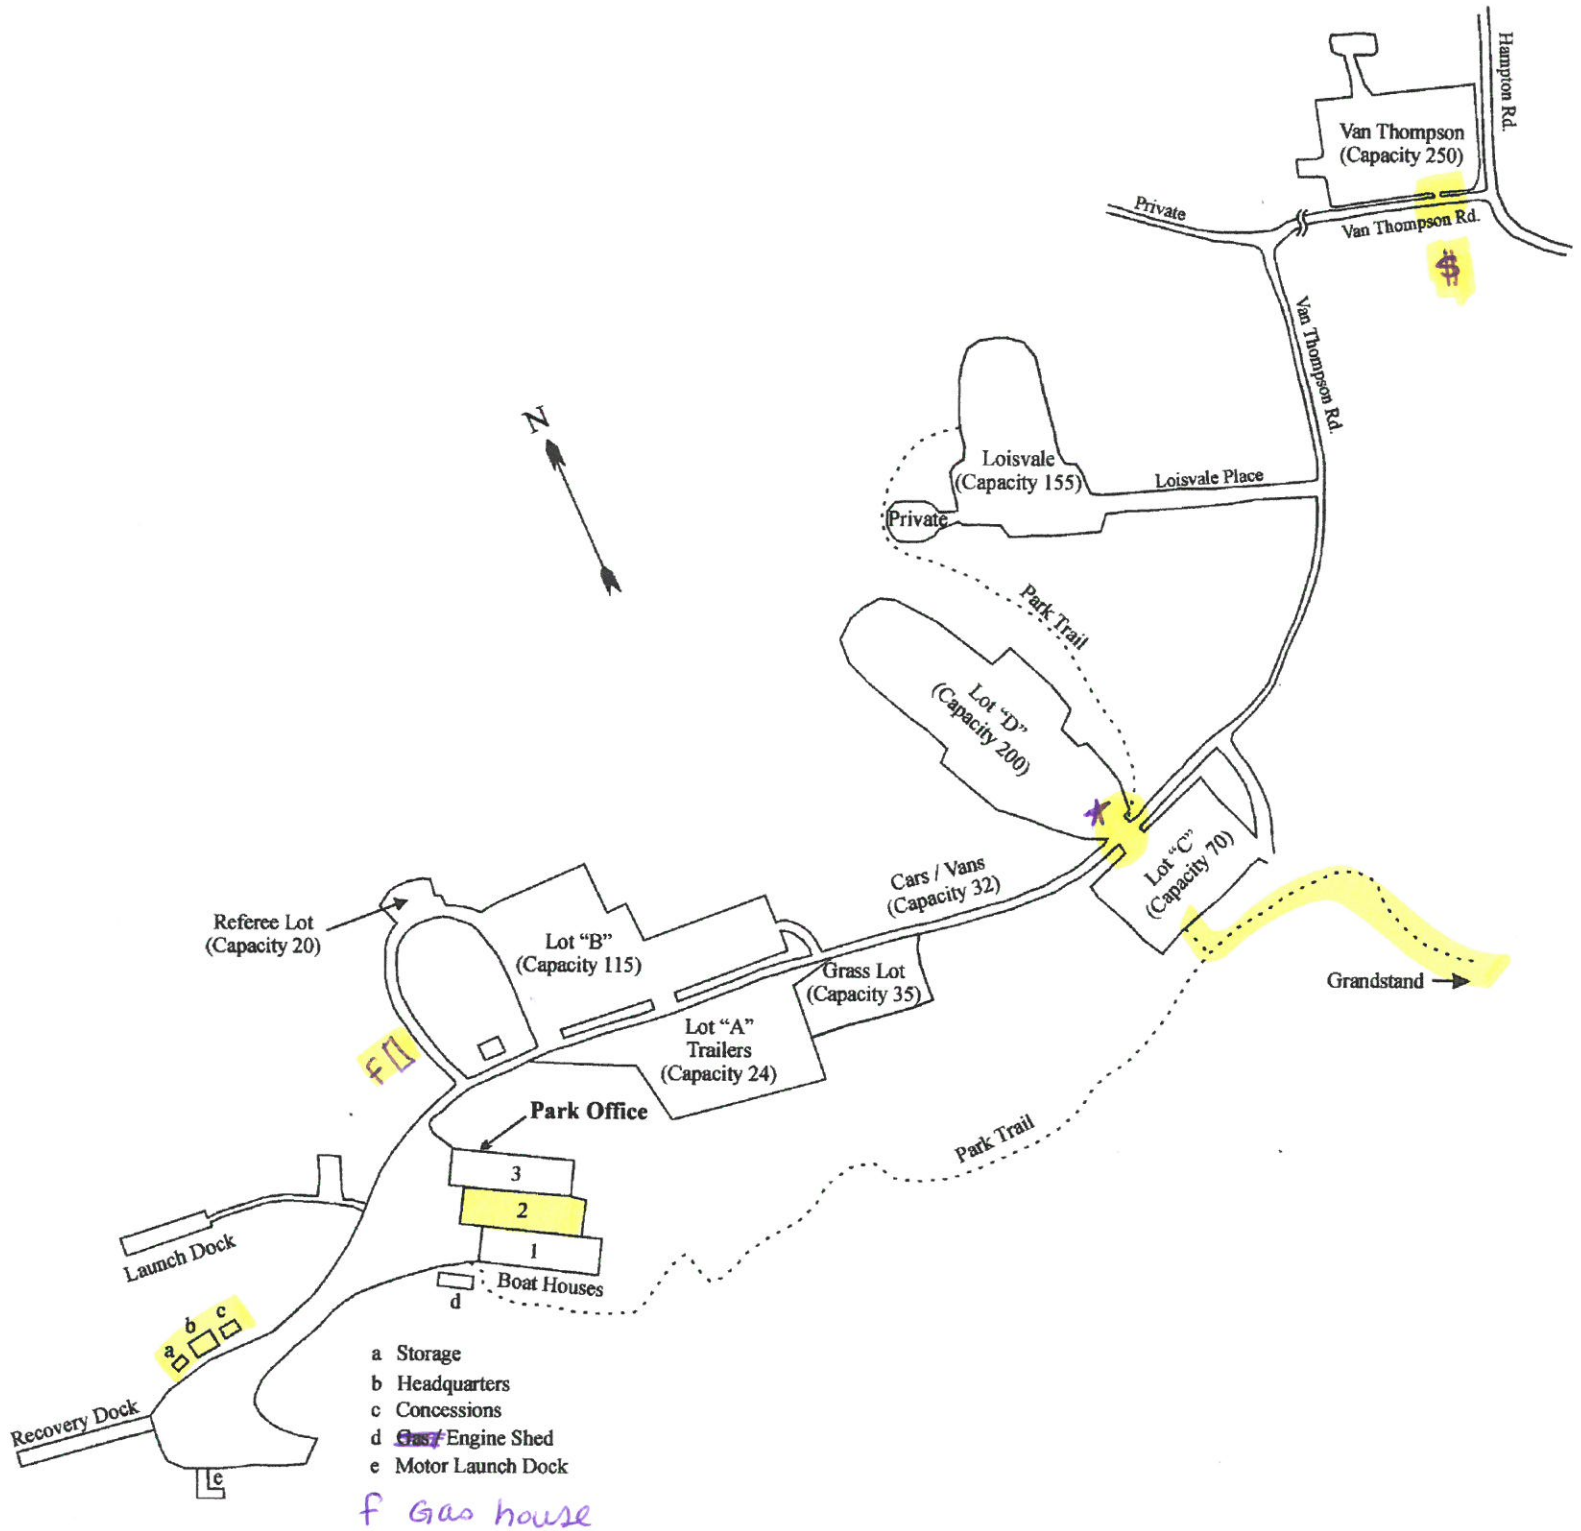 Hampton Rd.
Van Thompson
(Capacity 250)
Private
Van Thompson Rd.
$
Van Thompson Rd.
N
Loisvale
(Capacity 155)
Loisvale Place
Private
Park Trail
Lot “D”
(Capacity 200)
Lot “C”
(Capacity 70)
Cars / Vans
(Capacity 32)
Referee Lot
(Capacity 20)
Lot “B”
(Capacity 115)
Grass Lot
(Capacity 35)
Grandstand
Lot “A”
Trailers
(Capacity 24)
f
Park Office
3
2
1
Boat Houses
d
Park Trail
Launch Dock
a
b
c
Recovery Dock
e
a Storage
b Headquarters
c Concessions
d Gas/ Engine Shed
e Motor Launch Dock
f Gas house